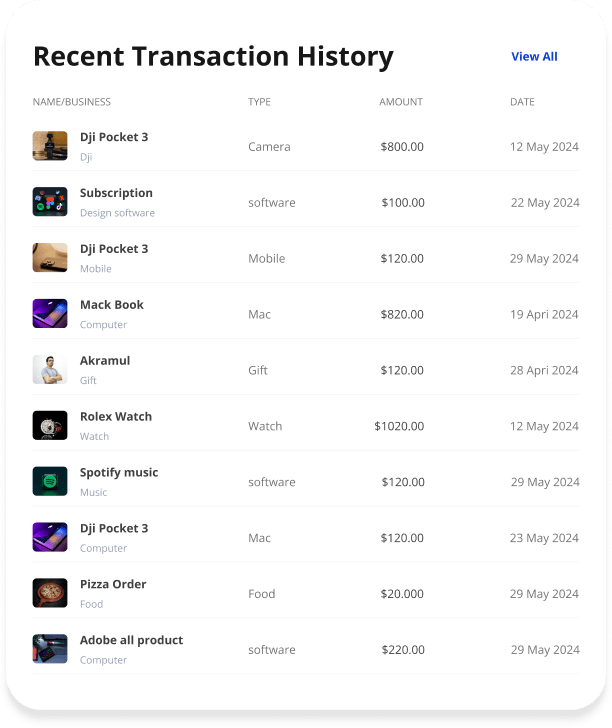 Recent Transaction History View All
NAME/BUSINESS TYPE AMOUNT DATE
Dji Pocket 3
Dji
Camera $800.00 12 May 2024
Subscription
Design software
software $100.00 22 May 2024
Dji Pocket 3
Mobile
Mobile $120.00 29 May 2024
Mack Book
Computer
Mac $820.00 19 Apri 2024
Akramul
Gift
Gift $120.00 28 Apri 2024
Rolex Watch
Watch
Watch $1020.00 12 May 2024
Spotify music
Music
software $120.00 29 May 2024
Dji Pocket 3
Computer
Mac $120.00 23 May 2024
Pizza Order
Food
Food $20.000 29 May 2024
Adobe all product
Computer
software $220.00 29 May 2024